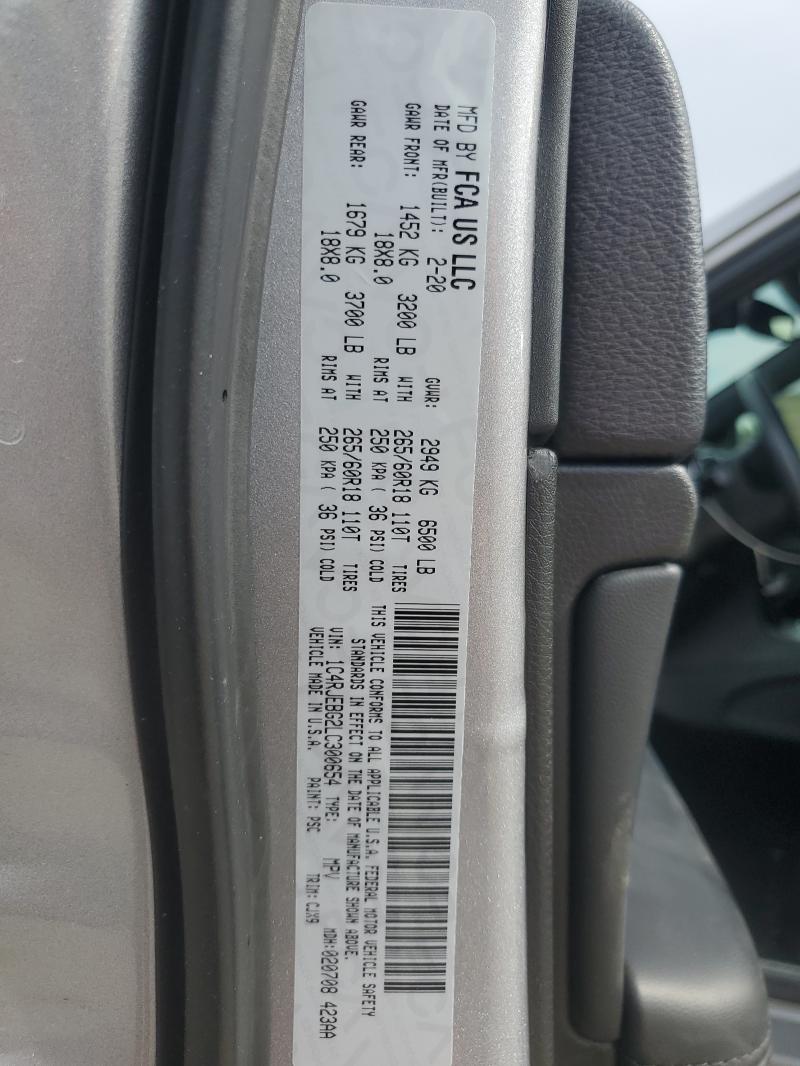 MFD BY FCA US LLC
DATE OF MFR(BUILT): 2-20 GVWR: 2949 KG 6500 LB
GAWR FRONT: 1452 KG 3200 LB WITH 265/60R18 110T TIRES
18X8.0 RIMS AT 250 KPA ( 36 PSI) COLD
GAWR REAR: 1679 KG 3700 LB WITH 265/60R18 110T TIRES
18X8.0 RIMS AT 250 KPA ( 36 PSI) COLD
THIS VEHICLE CONFORMS TO ALL APPLICABLE U.S.A. FEDERAL MOTOR VEHICLE SAFETY
STANDARDS IN EFFECT ON THE DATE OF MANUFACTURE SHOWN ABOVE.
VIN: 1C4RJEBG2LC300654 TYPE: MPV MDH:020708 423AA
VEHICLE MADE IN U.S.A. PAINT: PSC TRIM: CJX9